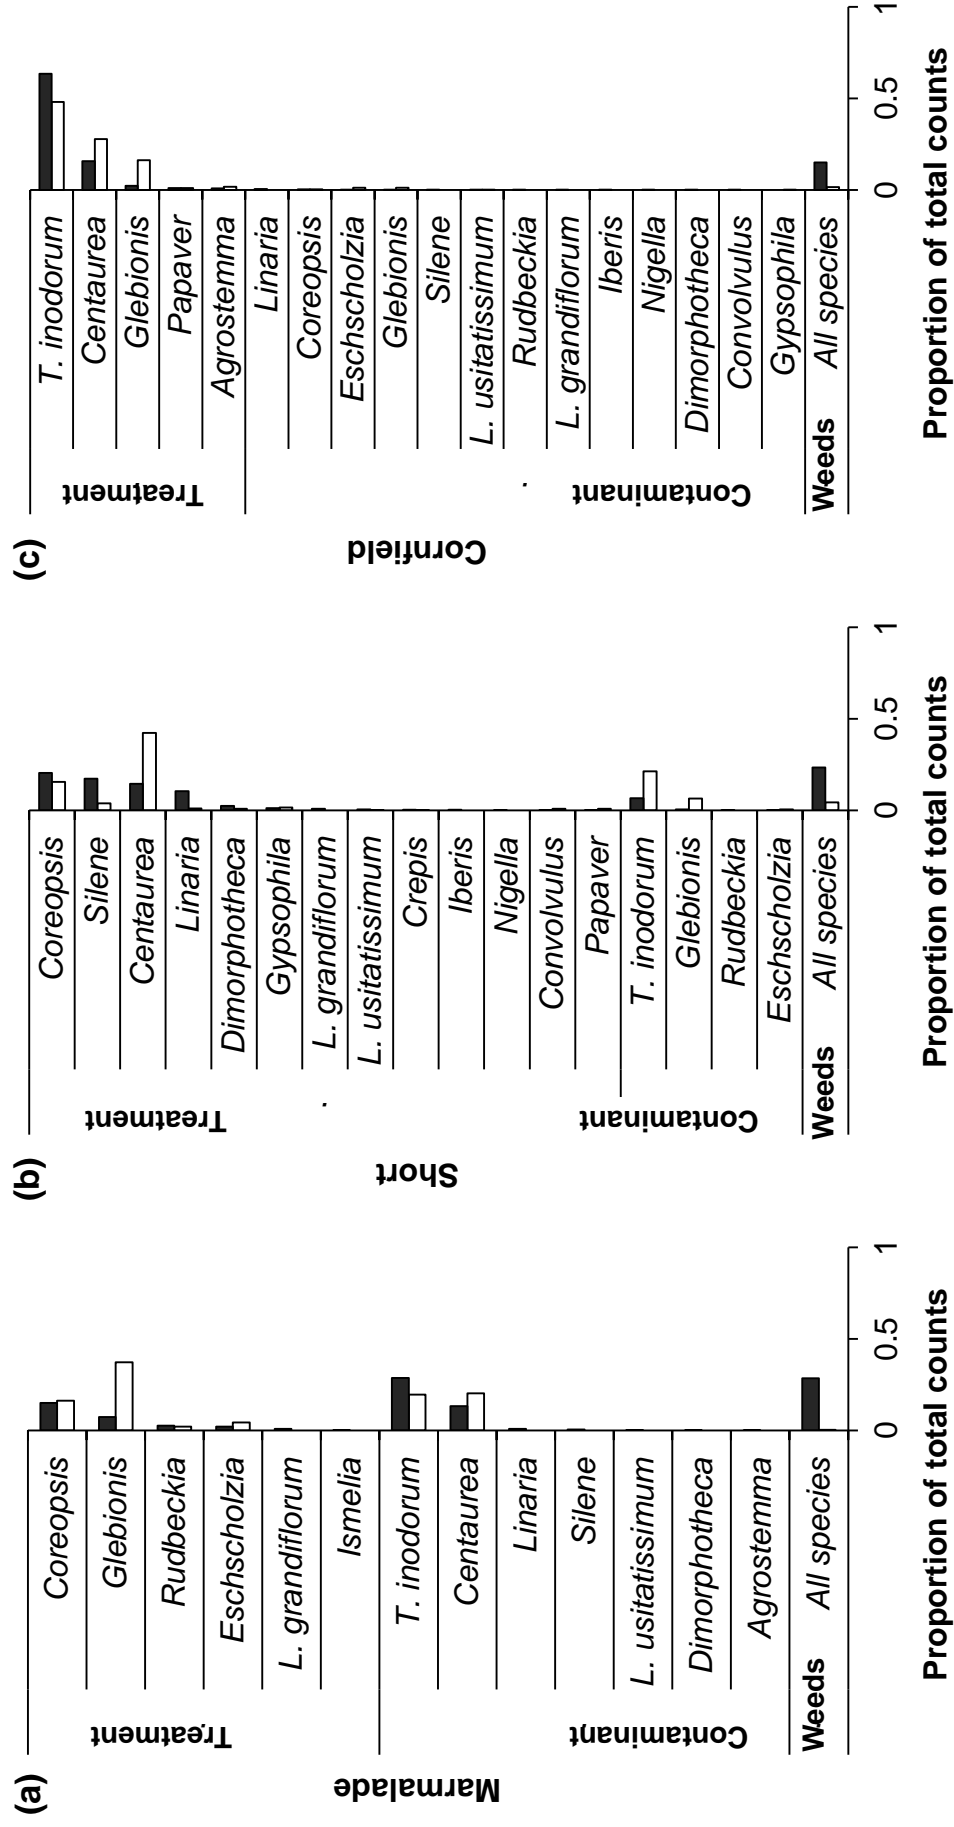 (a)
Marmalade
Treatment
Coreopsis
Glebionis
Rudbeckia
Eschscholzia
L. grandiflorum
Ismelia
Contaminant
T. inodorum
Centaurea
Linaria
Silene
L. usitatissimum
Dimorphotheca
Agrostemma
Weeds
All species
0
0.5
1
Proportion of total counts
(b)
Short
Treatment
Coreopsis
Silene
Centaurea
Linaria
Dimorphotheca
Gypsophila
L. grandiflorum
L. usitatissimum
Crepis
Iberis
Nigella
Convolvulus
Papaver
Contaminant
T. inodorum
Glebionis
Rudbeckia
Eschscholzia
Weeds
All species
0
0.5
1
Proportion of total counts
(c)
Cornfield
Treatment
T. inodorum
Centaurea
Glebionis
Papaver
Agrostemma
Contaminant
Linaria
Coreopsis
Eschscholzia
Glebionis
Silene
L. usitatissimum
Rudbeckia
L. grandiflorum
Iberis
Nigella
Dimorphotheca
Convolvulus
Gypsophila
Weeds
All species
0
0.5
1
Proportion of total counts